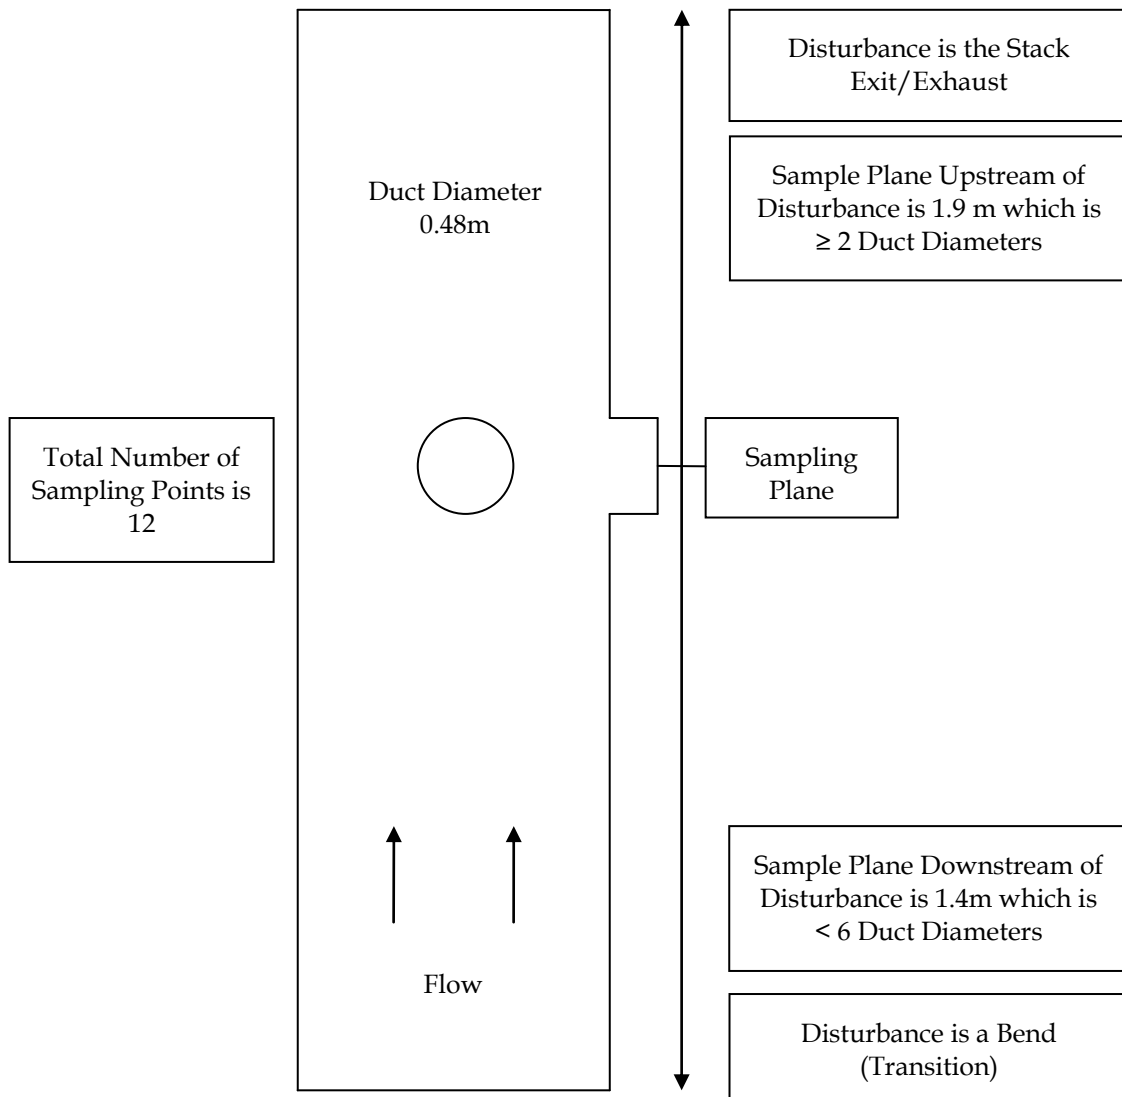 Disturbance is the Stack
Exit/Exhaust
Sample Plane Upstream of
Disturbance is 1.9 m which is
≥ 2 Duct Diameters
Duct Diameter
0.48m
Total Number of
Sampling Points is
12
Sampling
Plane
Sample Plane Downstream of
Disturbance is 1.4m which is
< 6 Duct Diameters
Flow
Disturbance is a Bend
(Transition)